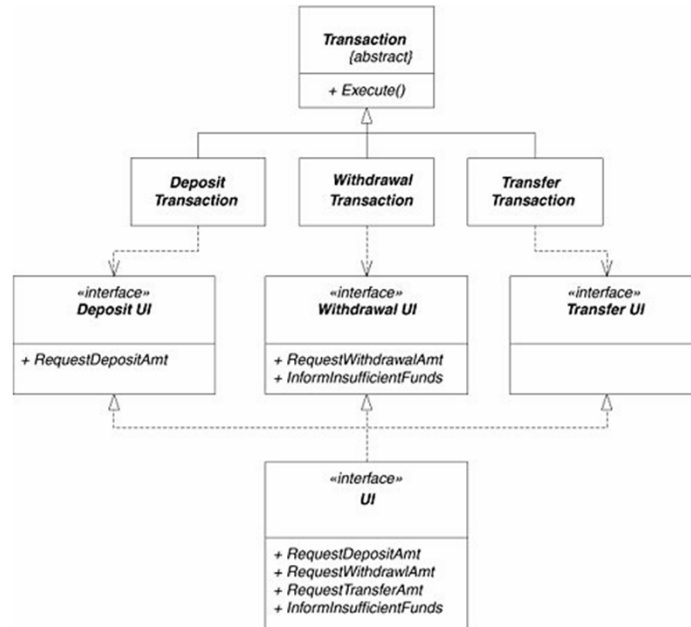 Transaction
{abstract}
+ Execute()
Deposit
Transaction
Withdrawal
Transaction
Transfer
Transaction
«interface»
Deposit UI
+ RequestDepositAmt
«interface»
Withdrawal UI
+ RequestWithdrawalAmt
+ InformInsufficientFunds
«interface»
Transfer UI
«interface»
UI
+ RequestDepositAmt
+ RequestWithdrawlAmt
+ RequestTransferAmt
+ InformInsufficientFunds